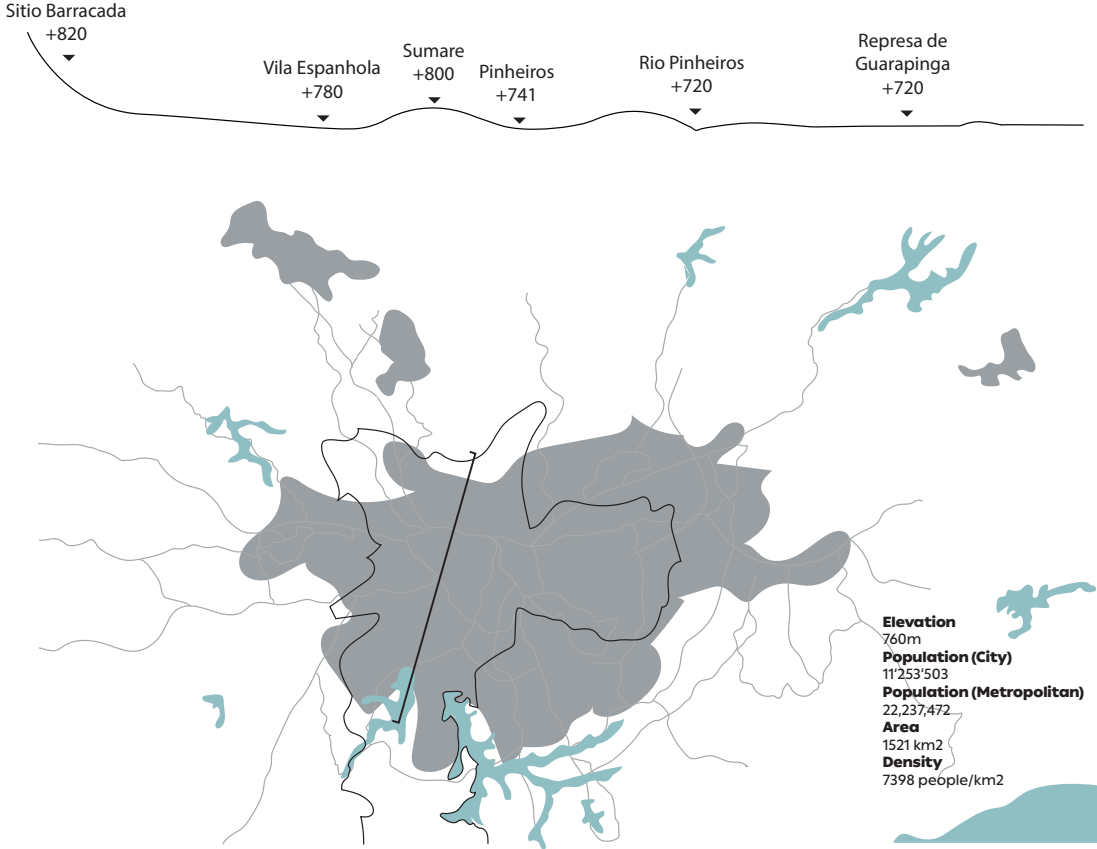 Sitio Barracada
+820
Vila Espanhola
+780
Sumare
+800
Pinheiros
+741
Rio Pinheiros
+720
Represa de
Guarapinga
+720
Elevation
760m
Population (City)
11'253'503
Population (Metropolitan)
22,237,472
Area
1521 km2
Density
7398 people/km2